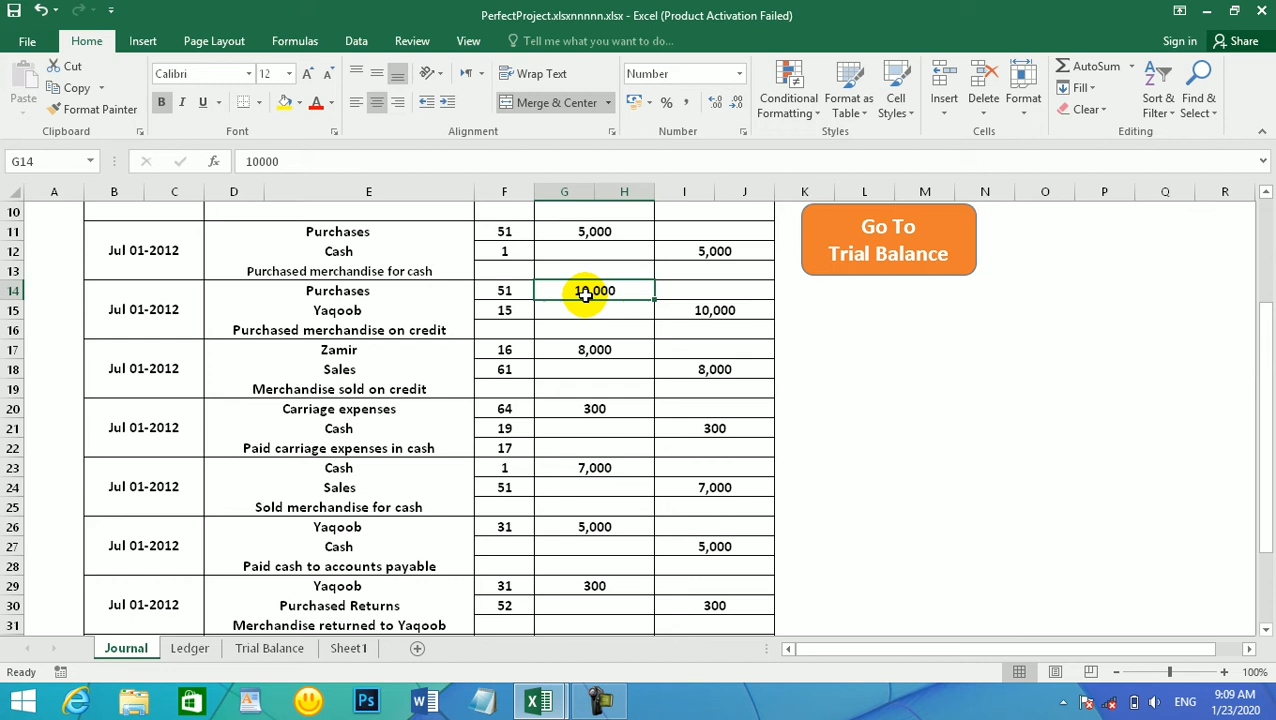 PerfectProject.xlsxnnnnn.xlsx - Excel (Product Activation Failed)
File Home Insert Page Layout Formulas Data Review View Tell me what you want to do... Sign in Share
Paste Cut Copy Format Painter
Clipboard
Calibri 12
B I U A
Font
Wrap Text
Merge & Center
Alignment
Number
% ,
Number
Conditional Formatting
Format as Table
Cell Styles
Styles
Insert Delete Format
Cells
AutoSum
Fill
Clear
Sort & Filter
Find & Select
Editing
G14 fx 10000
A B C D E F G H I J K L M N O P Q R
10
11 Purchases 51 5,000
12 Jul 01-2012 Cash 1 5,000
13 Purchased merchandise for cash
14 Purchases 51 10,000
15 Jul 01-2012 Yaqoob 15 10,000
16 Purchased merchandise on credit
17 Zamir 16 8,000
18 Jul 01-2012 Sales 61 8,000
19 Merchandise sold on credit
20 Carriage expenses 64 300
21 Jul 01-2012 Cash 19 300
22 Paid carriage expenses in cash 17
23 Cash 1 7,000
24 Jul 01-2012 Sales 51 7,000
25 Sold merchandise for cash
26 Yaqoob 31 5,000
27 Jul 01-2012 Cash 5,000
28 Paid cash to accounts payable
29 Yaqoob 31 300
30 Jul 01-2012 Purchased Returns 52 300
31 Merchandise returned to Yaqoob
Go To
Trial Balance
Journal Ledger Trial Balance Sheet1
Ready 100%
ENG 9:09 AM
1/23/2020